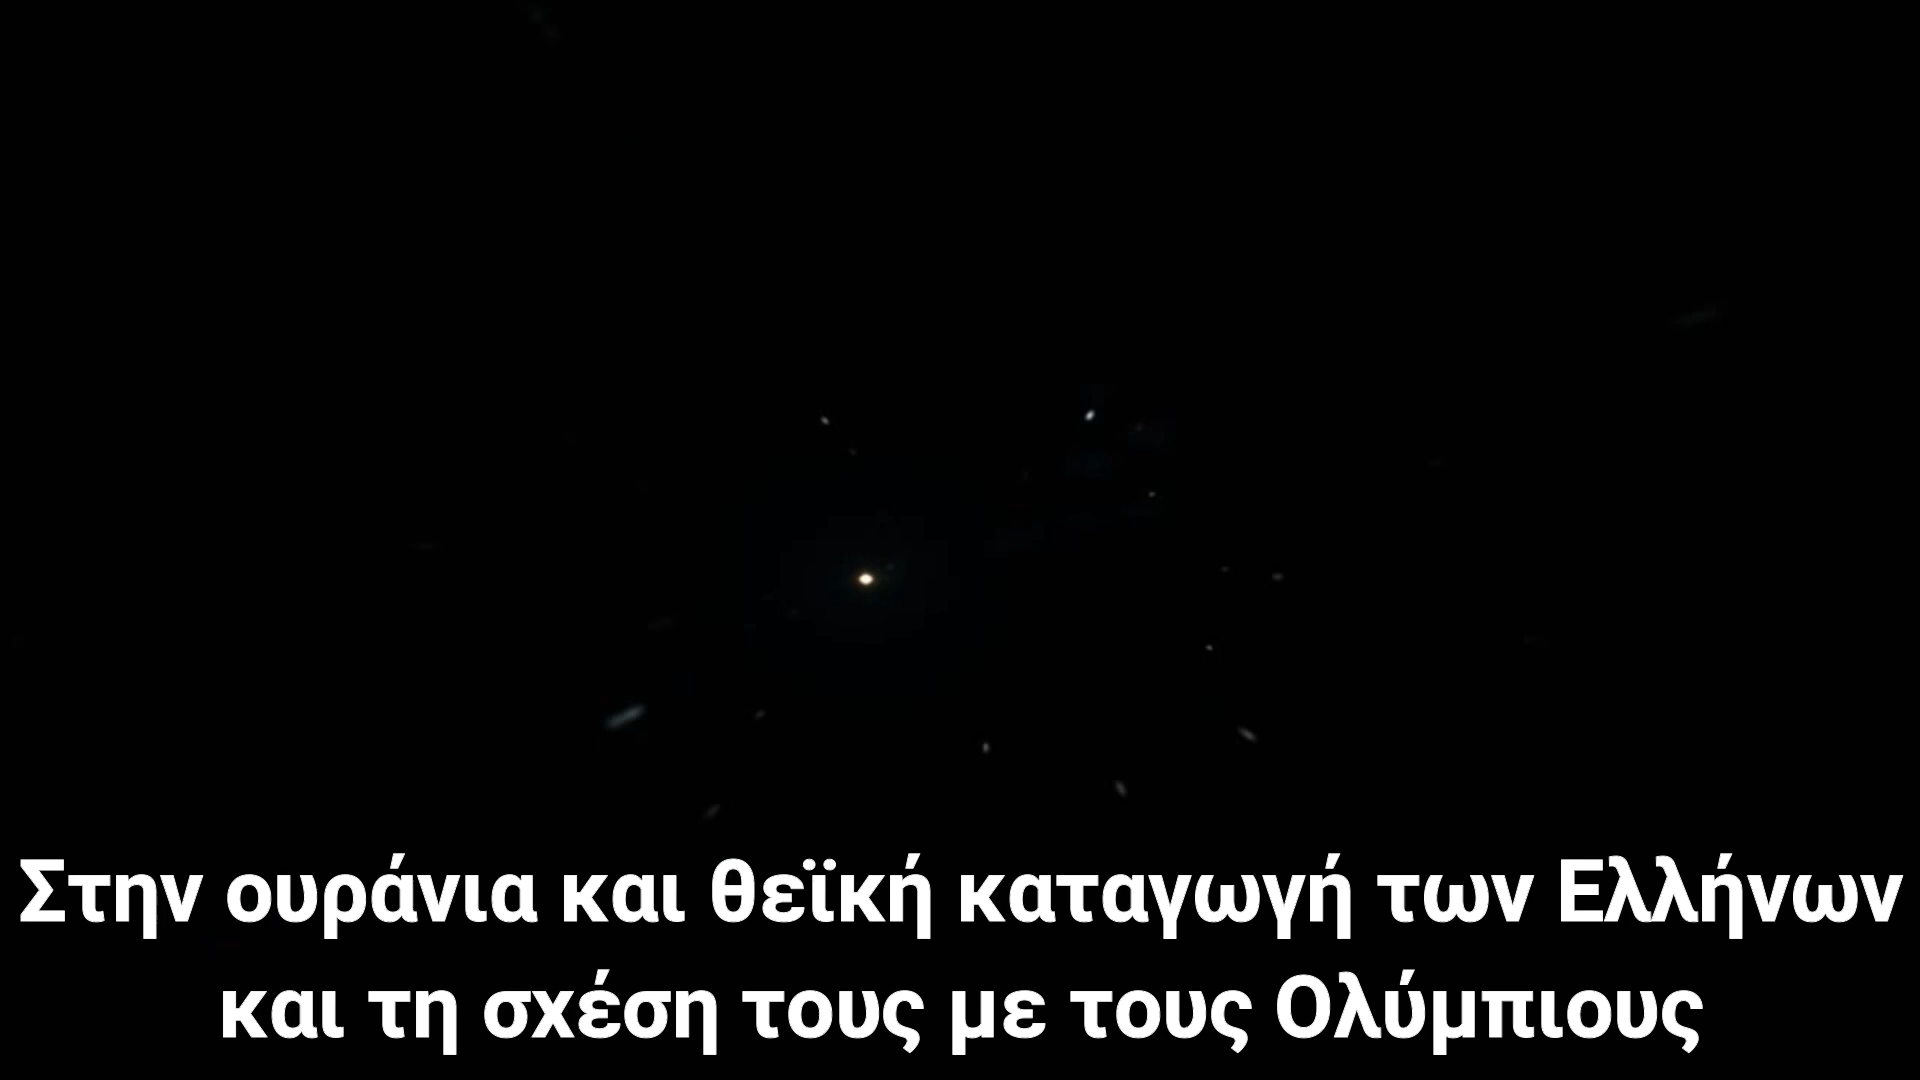 Στην ουράνια και θεϊκή καταγωγή των Ελλήνων
και τη σχέση τους με τους Ολύμπιους